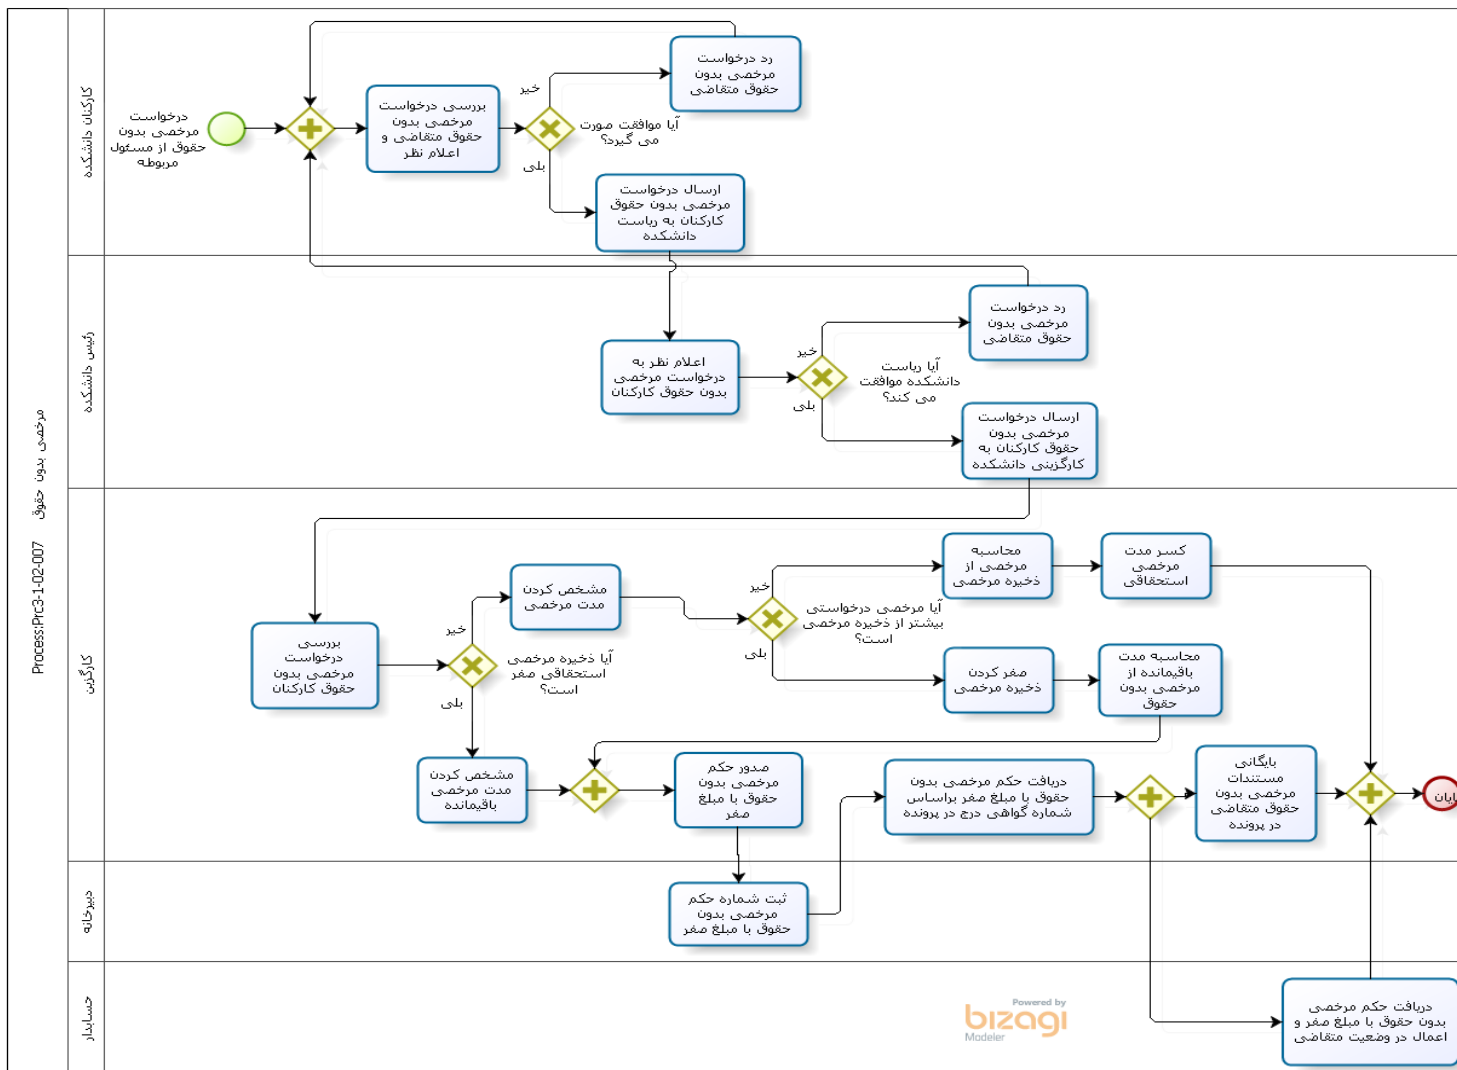 Process:Prc3-1-02-007 مرخصی بدون حقوق
کارکنان دانشکده
درخواست
مرخصی بدون
حقوق از مسئول
مربوطه
بررسی درخواست
مرخصی بدون
حقوق متقاضی و
اعلام نظر
خیر
آیا موافقت صورت
می گیرد؟
بلی
رد درخواست
مرخصی بدون
حقوق متقاضی
ارسال درخواست
مرخصی بدون حقوق
کارکنان به ریاست
دانشکده
رئیس دانشکده
اعلام نظر به
درخواست مرخصی
بدون حقوق کارکنان
خیر
آیا ریاست
دانشکده موافقت
می کند؟
بلی
رد درخواست
مرخصی بدون
حقوق متقاضی
ارسال درخواست
مرخصی بدون
حقوق کارکنان به
کارگزینی دانشکده
کارگزین
بررسی
درخواست
مرخصی بدون
حقوق کارکنان
خیر
آیا ذخیره مرخصی
استحقاقی صفر
است؟
بلی
مشخص کردن
مدت مرخصی
خیر
آیا مرخصی درخواستی
بیشتر از ذخیره مرخصی
است؟
بلی
محاسبه
مرخصی از
ذخیره مرخصی
کسر مدت
مرخصی
استحقاقی
صفر کردن
ذخیره مرخصی
محاسبه مدت
باقیمانده از
مرخصی بدون
حقوق
مشخص کردن
مدت مرخصی
باقیمانده
صدور حکم
مرخصی بدون
حقوق با مبلغ
صفر
دریافت حکم مرخصی بدون
حقوق با مبلغ صفر براساس
شماره گواهی درج در پرونده
بایگانی
مستندات
مرخصی بدون
حقوق متقاضی
در پرونده
پایان
دبیرخانه
ثبت شماره حکم
مرخصی بدون
حقوق با مبلغ صفر
حسابدار
دریافت حکم مرخصی
بدون حقوق با مبلغ صفر و
اعمال در وضعیت متقاضی
Powered by
bizagi
Modeler